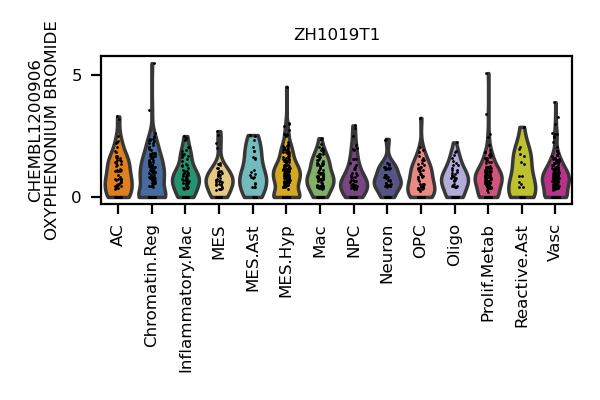 ZH1019T1
CHEMBL1200906
OXYPHENONIUM BROMIDE
5
0
AC
Chromatin.Reg
Inflammatory.Mac
MES
MES.Ast
MES.Hyp
Mac
NPC
Neuron
OPC
Oligo
Prolif.Metab
Reactive.Ast
Vasc